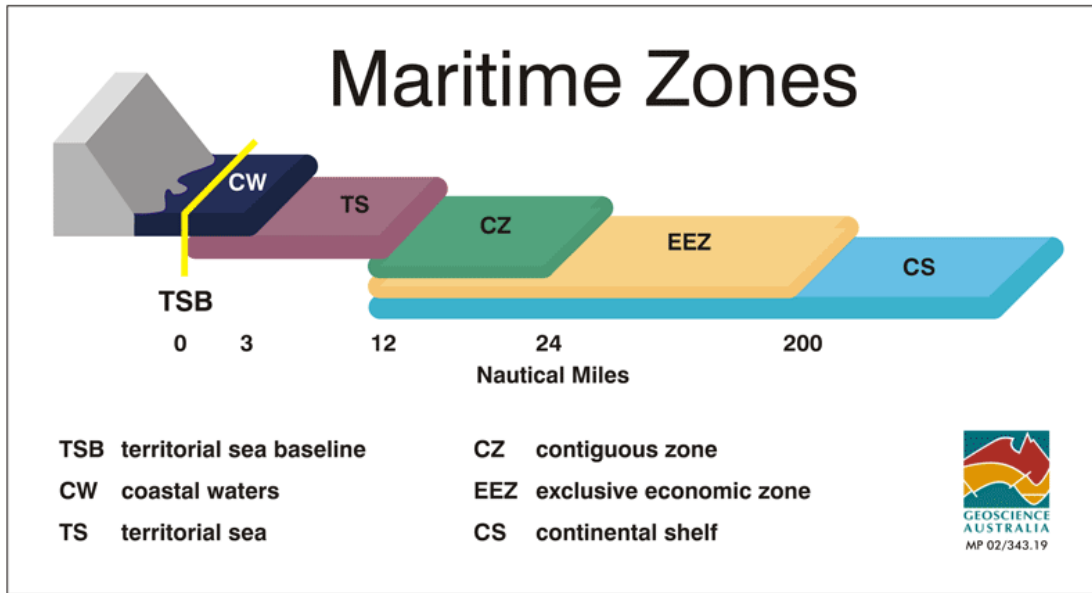 Maritime Zones
CW
TS
CZ
EEZ
CS
TSB
0 3 12 24 200
Nautical Miles
TSB territorial sea baseline
CW coastal waters
TS territorial sea
CZ contiguous zone
EEZ exclusive economic zone
CS continental shelf
GEOSCIENCE
AUSTRALIA
MP 02/343.19